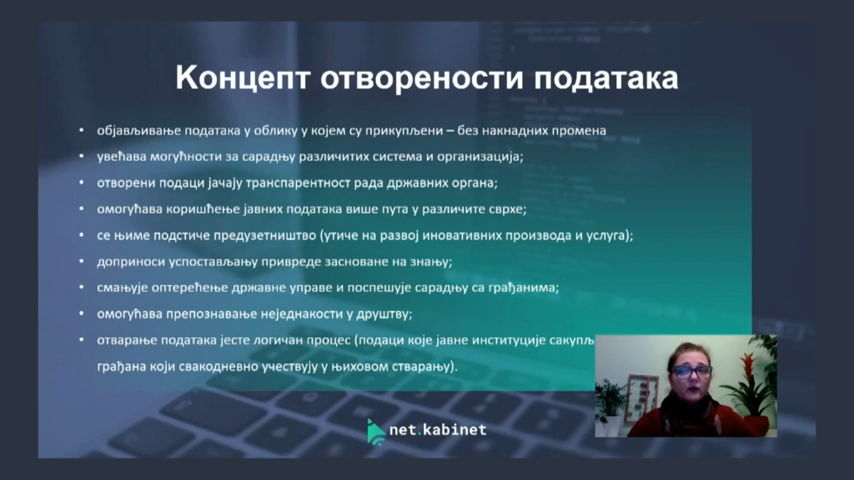 Концепт отворености података
• објављивање података у облику у којем су прикупљени – без накнадних промена
• увећава могућности за сарадњу различитих система и организација;
• отворени подаци јачају транспарентност рада државних органа;
• омогућава коришћење јавних података више пута у различите сврхе;
• се њиме подстиче предузетништво (утиче на развој иновативних производа и услуга);
• доприноси успостављању привреде засноване на знању;
• смањује оптерећење државне управе и поспешује сарадњу са грађанима;
• омогућава препознавање неједнакости у друштву;
• отварање података јесте логичан процес (подаци које јавне институције
грађана који свакодневно учествују у њиховом стварању).
net.kabinet